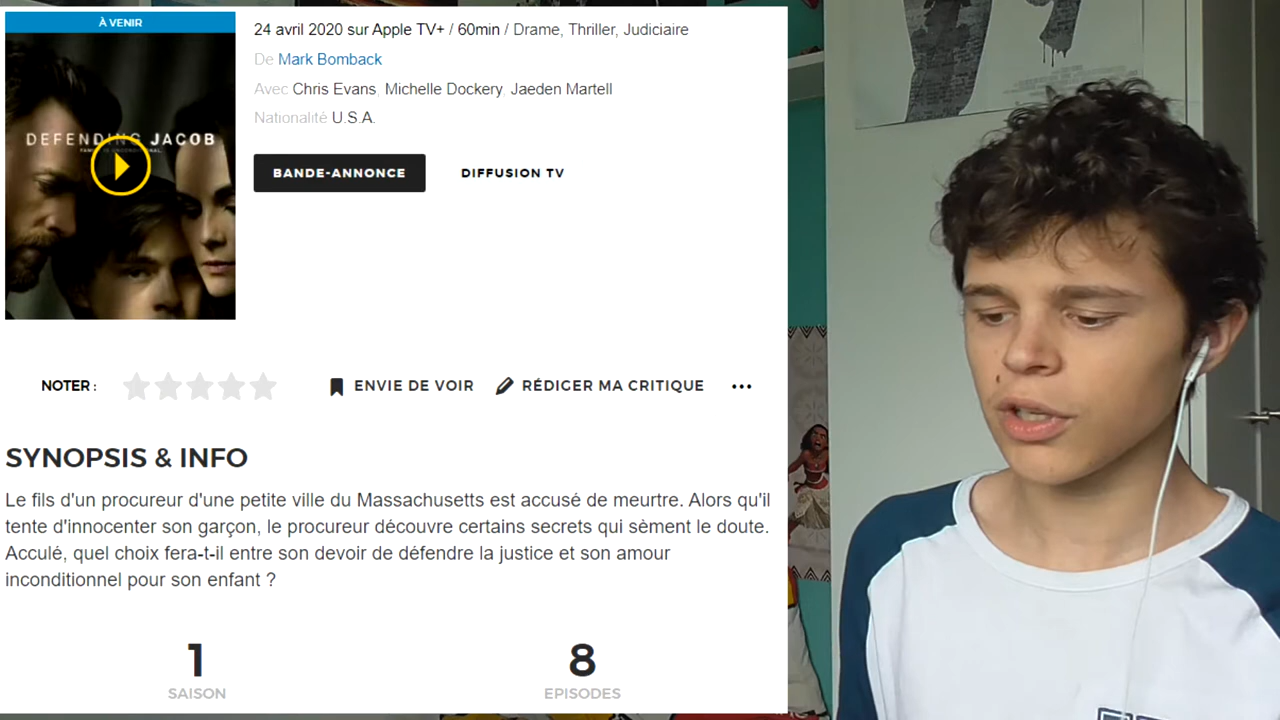 À VENIR
24 avril 2020 sur Apple TV+ / 60min / Drame, Thriller, Judiciaire
De Mark Bomback
Avec Chris Evans, Michelle Dockery, Jaeden Martell
Nationalité U.S.A.
DEFENDING JACOB
BANDE-ANNONCE DIFFUSION TV
NOTER : ENVIE DE VOIR RÉDIGER MA CRITIQUE
SYNOPSIS & INFO
Le fils d'un procureur d'une petite ville du Massachusetts est accusé de meurtre. Alors qu'il
tente d'innocenter son garçon, le procureur découvre certains secrets qui sèment le doute.
Acculé, quel choix fera-t-il entre son devoir de défendre la justice et son amour
inconditionnel pour son enfant ?
1 8
SAISON EPISODES